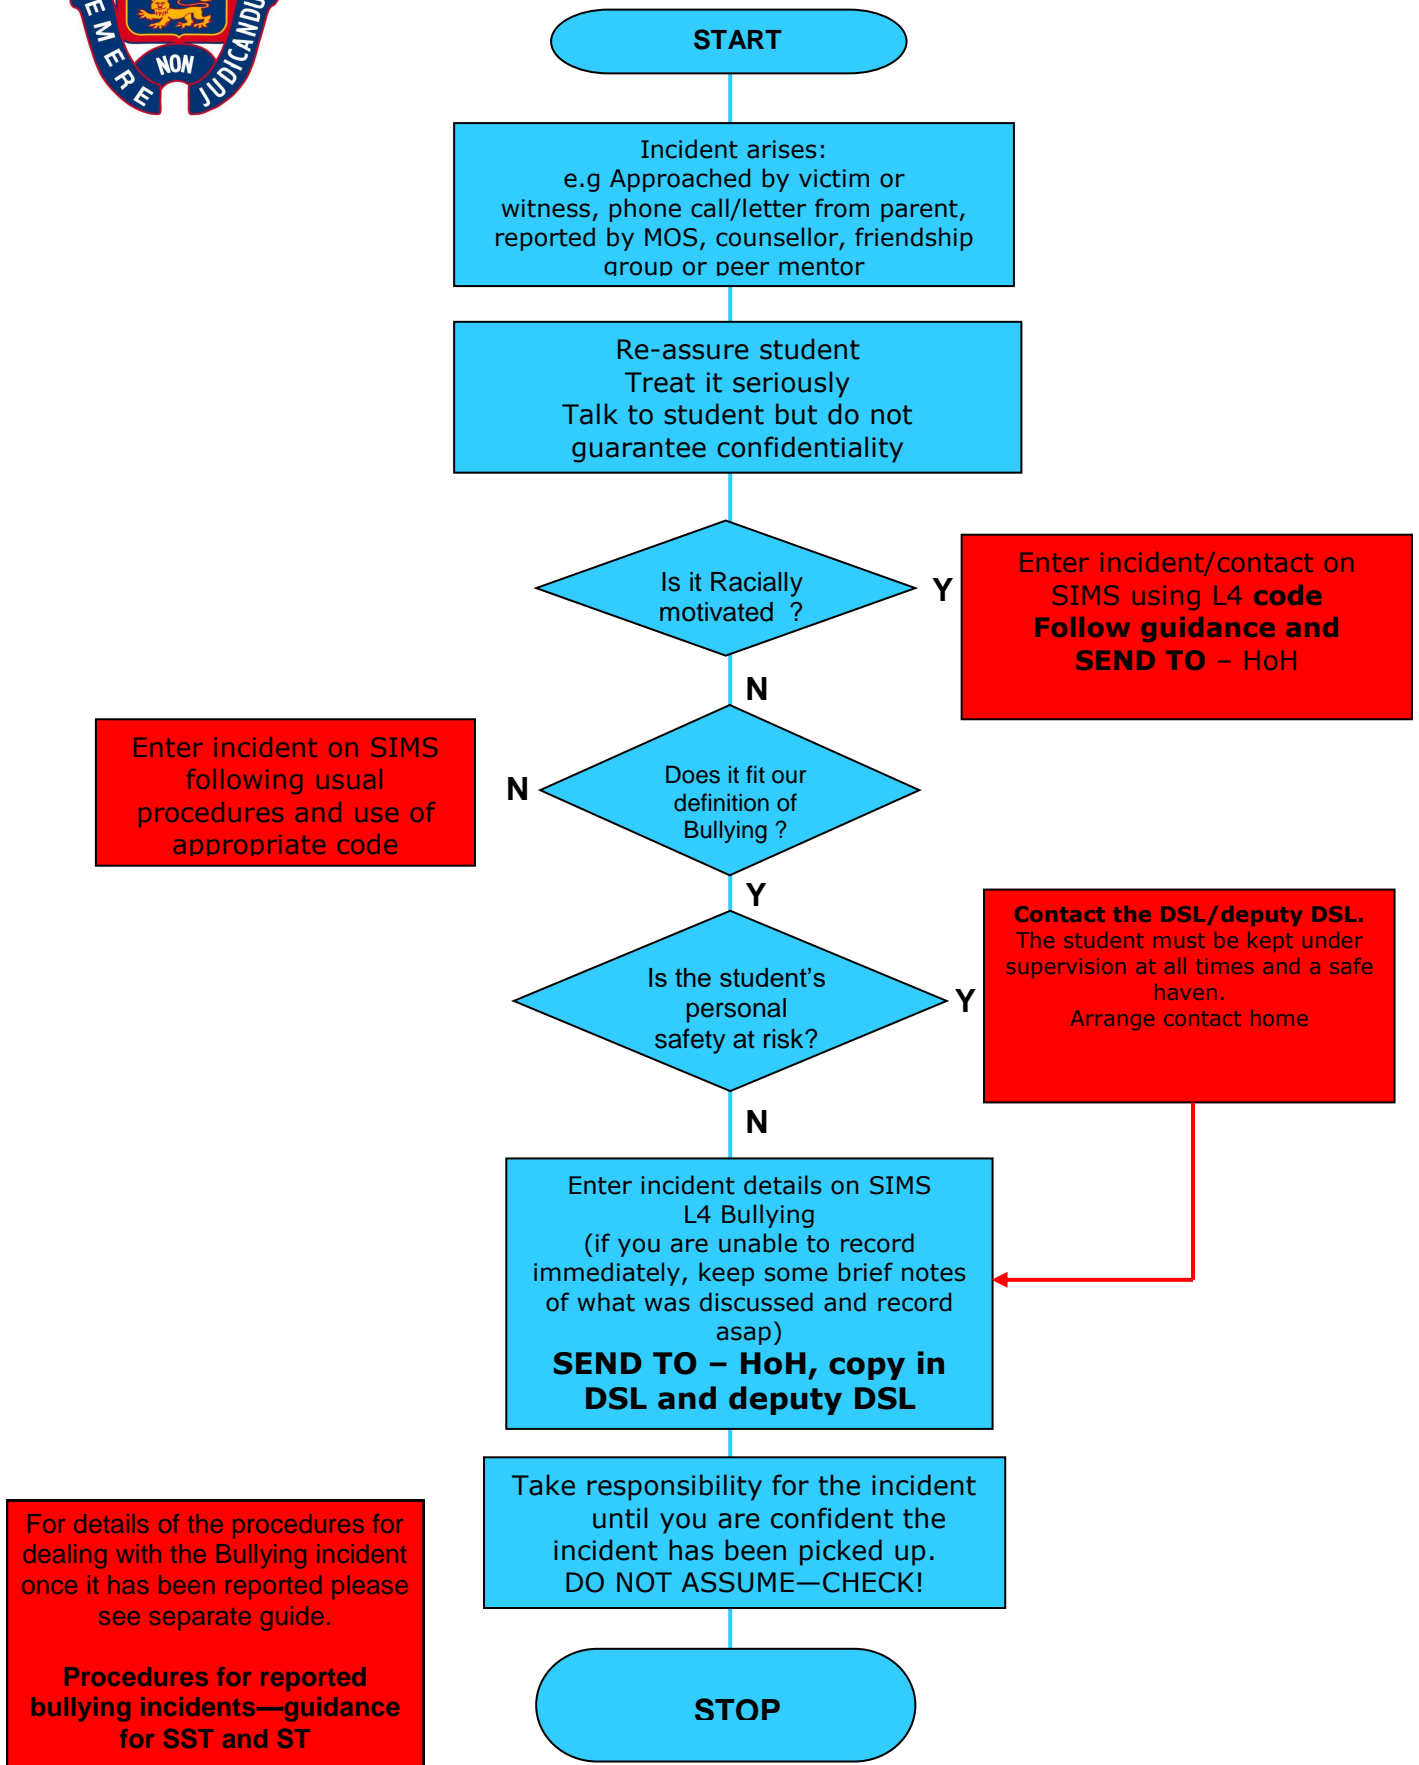 EMERE
NON
JUDICANDU
START
Incident arises:
e.g Approached by victim or
witness, phone call/letter from parent,
reported by MOS, counsellor, friendship
group or peer mentor
Re-assure student
Treat it seriously
Talk to student but do not
guarantee confidentiality
Is it Racially
motivated ?
Y
Enter incident/contact on
SIMS using L4 code
Follow guidance and
SEND TO – HoH
N
Enter incident on SIMS
following usual
procedures and use of
appropriate code
N
Does it fit our
definition of
Bullying ?
Y
Is the student’s
personal
safety at risk?
Y
Contact the DSL/deputy DSL.
The student must be kept under
supervision at all times and a safe
haven.
Arrange contact home
N
Enter incident details on SIMS
L4 Bullying
(if you are unable to record
immediately, keep some brief notes
of what was discussed and record
asap)
SEND TO – HoH, copy in
DSL and deputy DSL
Take responsibility for the incident
until you are confident the
incident has been picked up.
DO NOT ASSUME—CHECK!
For details of the procedures for
dealing with the Bullying incident
once it has been reported please
see separate guide.
Procedures for reported
bullying incidents—guidance
for SST and ST
STOP